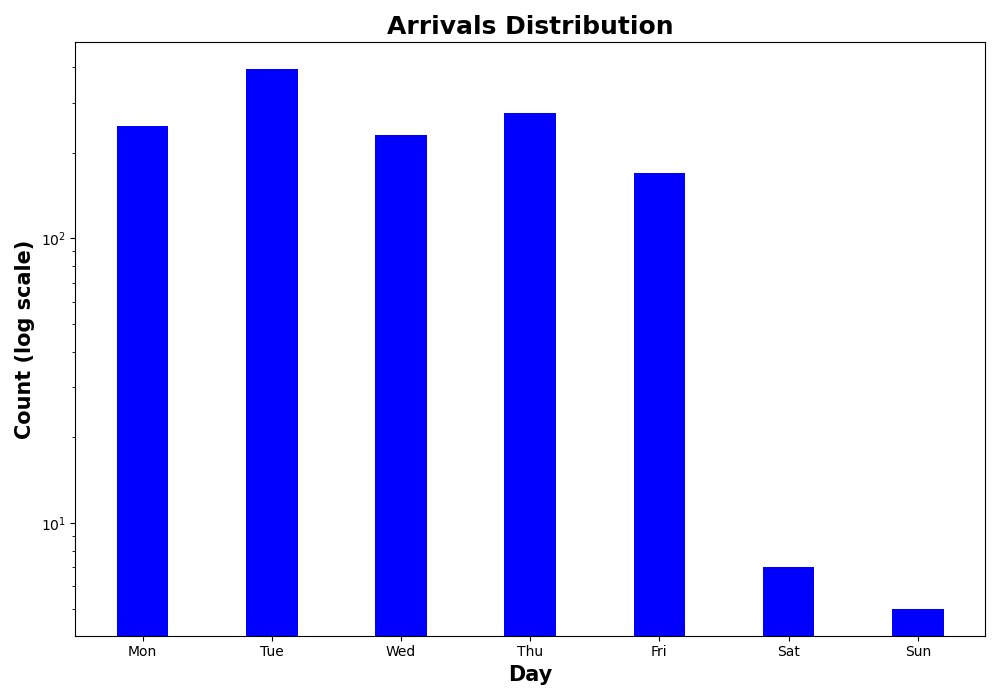 Arrivals Distribution
Count (log scale)
10²
10¹
Mon Tue Wed Thu Fri Sat Sun
Day